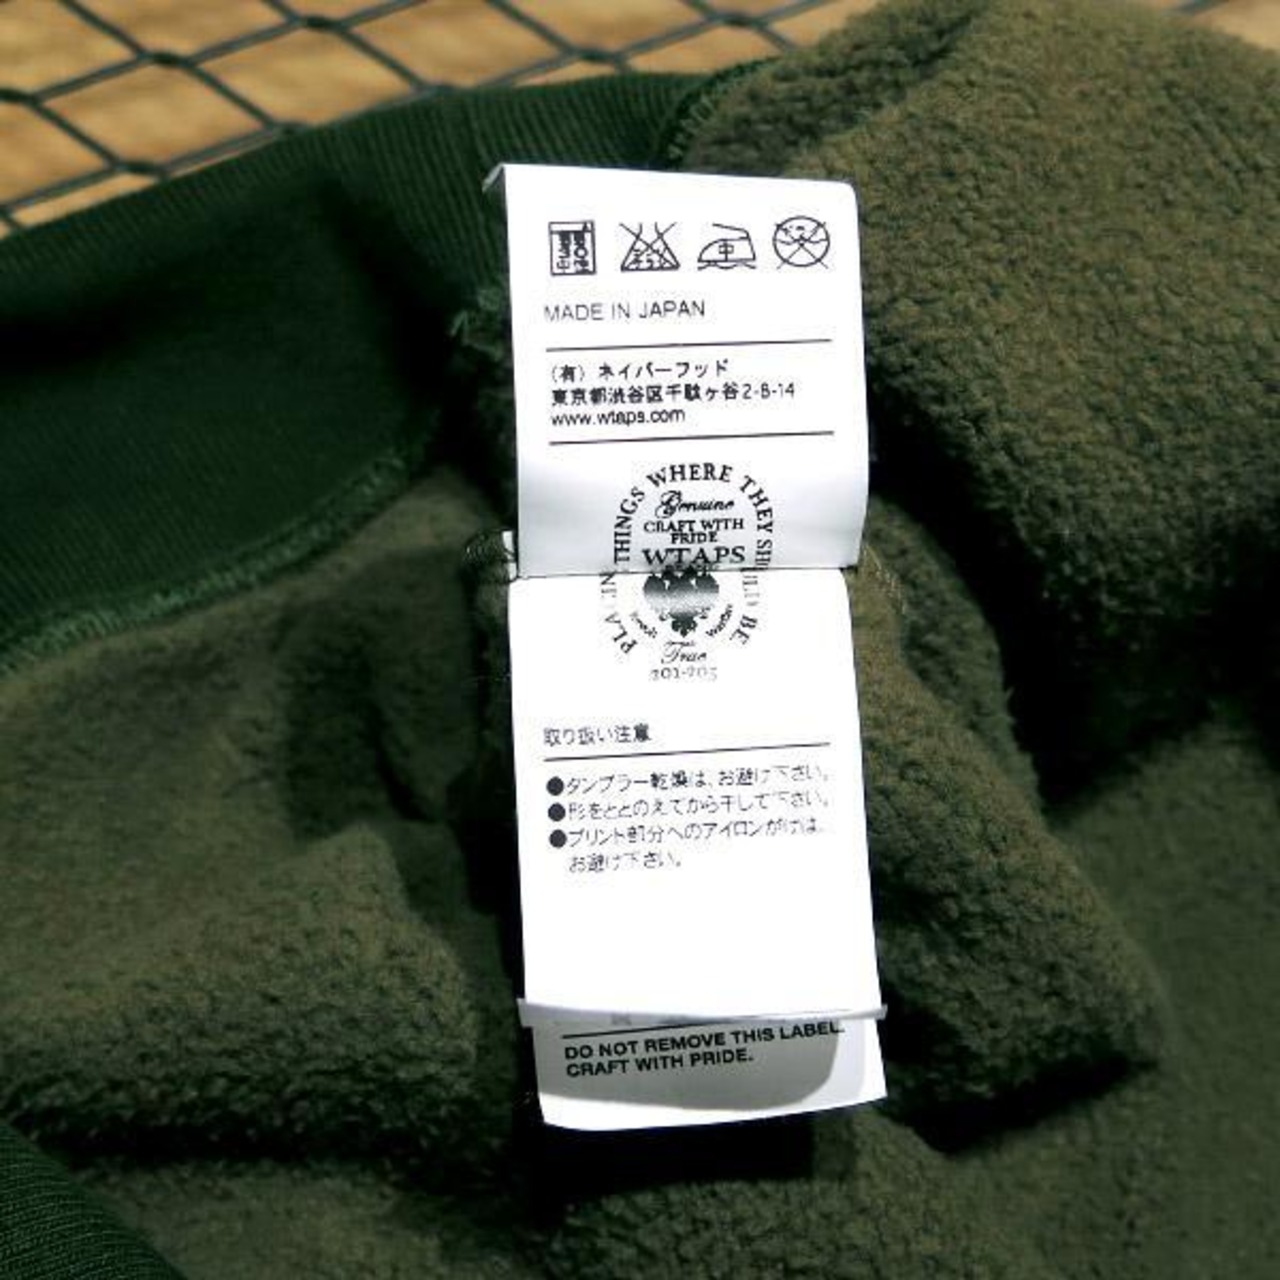 MADE IN JAPAN
(有) ネイバーフッド
東京都渋谷区千駄ヶ谷2-8-14
www.wtaps.com
PLACING THINGS WHERE THEY SHOULD BE
Genuine
CRAFT WITH
PRIDE
WTAPS
True
201-205
取り扱い注意
●タンブラー乾燥は、お避け下さい。
●形をととのえてから干して下さい。
●プリント部分へのアイロンがけは、
お避け下さい。
DO NOT REMOVE THIS LABEL.
CRAFT WITH PRIDE.